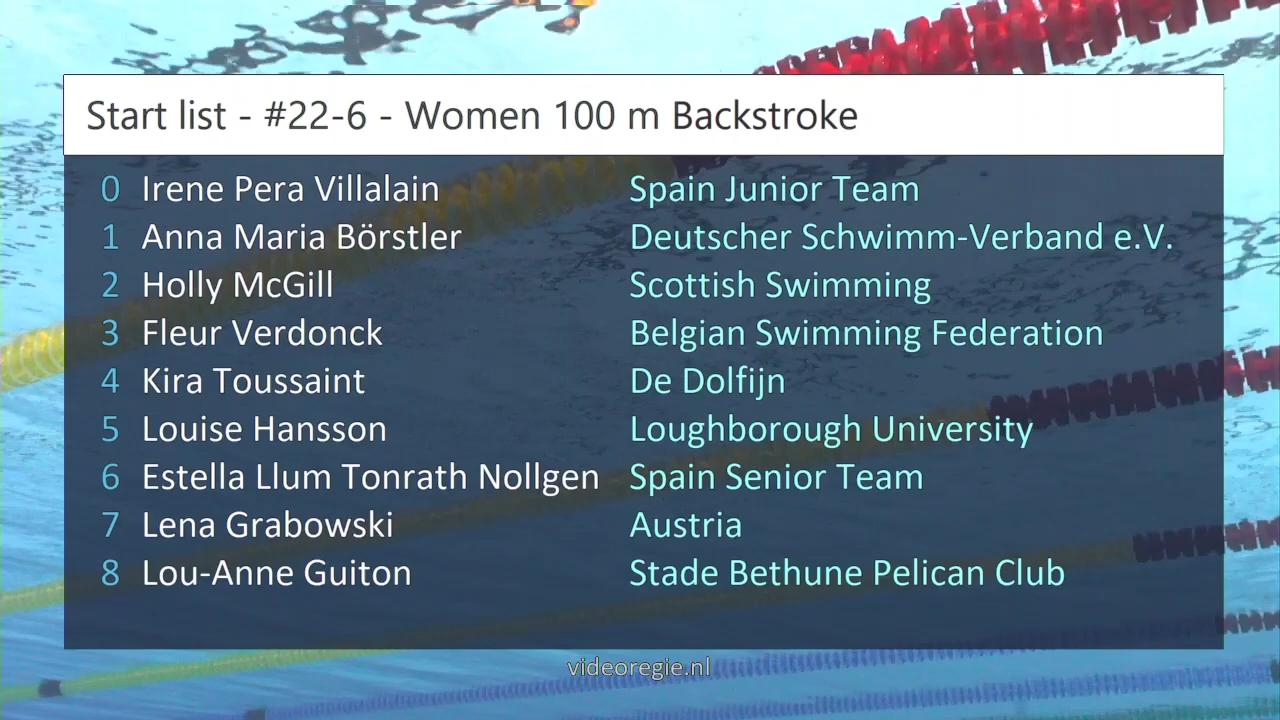 Start list - #22-6 - Women 100 m Backstroke
0 Irene Pera Villalain Spain Junior Team
1 Anna Maria Börstler Deutscher Schwimm-Verband e.V.
2 Holly McGill Scottish Swimming
3 Fleur Verdonck Belgian Swimming Federation
4 Kira Toussaint De Dolfijn
5 Louise Hansson Loughborough University
6 Estella Llum Tonrath Nollgen Spain Senior Team
7 Lena Grabowski Austria
8 Lou-Anne Guiton Stade Bethune Pelican Club
videoregie.nl